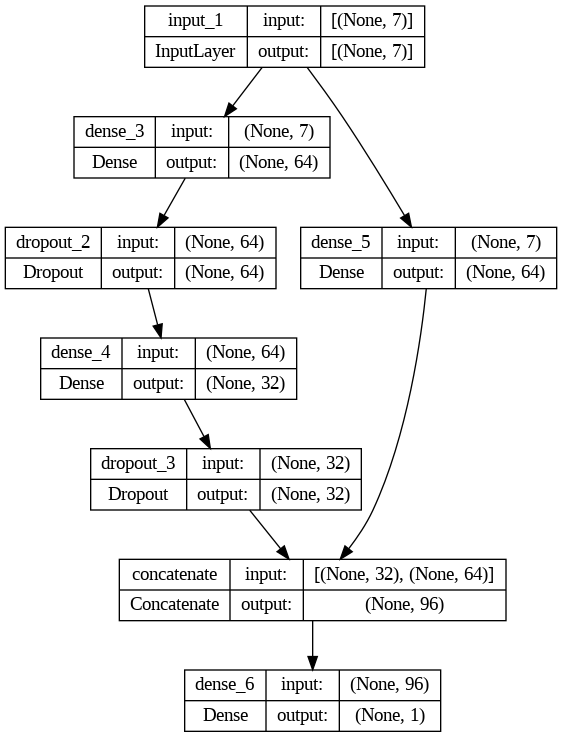 input_1 input: [(None, 7)]
InputLayer output: [(None, 7)]
dense_3 input: (None, 7)
Dense output: (None, 64)
dropout_2 input: (None, 64)
Dropout output: (None, 64)
dense_5 input: (None, 7)
Dense output: (None, 64)
dense_4 input: (None, 64)
Dense output: (None, 32)
dropout_3 input: (None, 32)
Dropout output: (None, 32)
concatenate input: [(None, 32), (None, 64)]
Concatenate output: (None, 96)
dense_6 input: (None, 96)
Dense output: (None, 1)